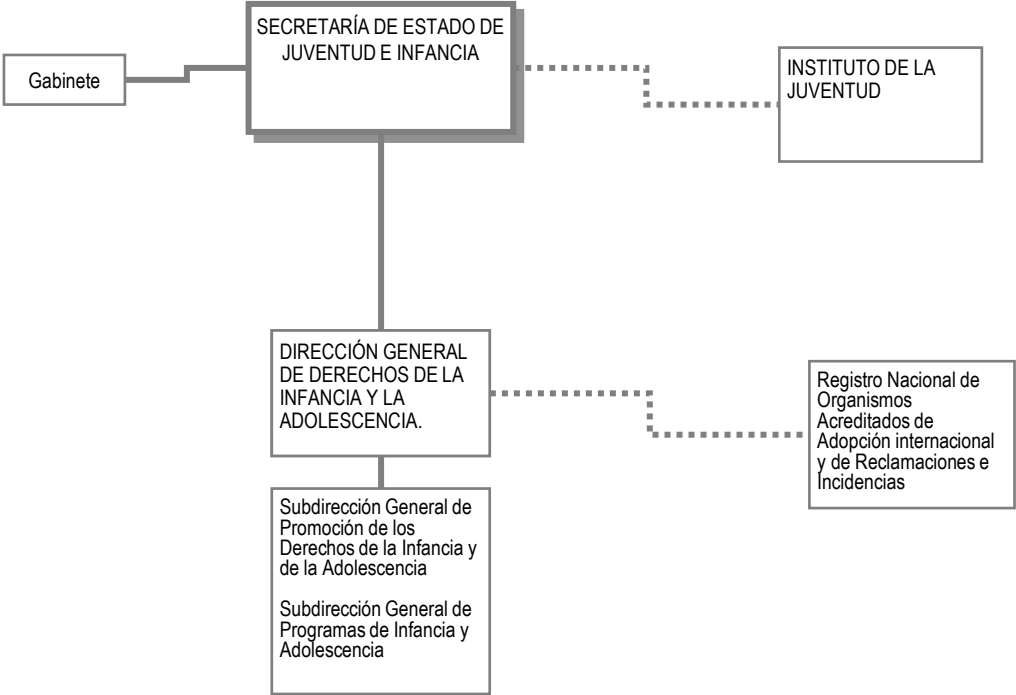 SECRETARÍA DE ESTADO DE
JUVENTUD E INFANCIA
Gabinete
INSTITUTO DE LA
JUVENTUD
DIRECCIÓN GENERAL
DE DERECHOS DE LA
INFANCIA Y LA
ADOLESCENCIA.
Registro Nacional de
Organismos
Acreditados de
Adopción internacional
y de Reclamaciones e
Incidencias
Subdirección General de
Promoción de los
Derechos de la Infancia y
de la Adolescencia
Subdirección General de
Programas de Infancia y
Adolescencia